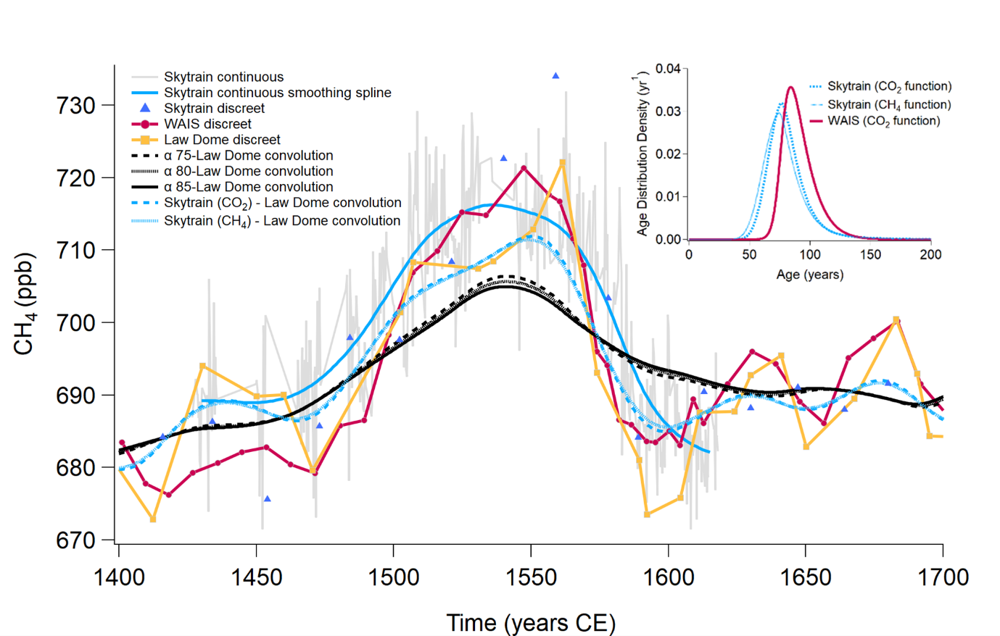 Skytrain continuous
Skytrain continuous smoothing spline
Skytrain discreet
WAIS discreet
Law Dome discreet
α 75-Law Dome convolution
α 80-Law Dome convolution
α 85-Law Dome convolution
Skytrain (CO₂) - Law Dome convolution
Skytrain (CH₄) - Law Dome convolution
CH₄ (ppb)
730
720
710
700
690
680
670
1400
1450
1500
1550
1600
1650
1700
Time (years CE)
Age Distribution Density (yr⁻¹)
0.04
0.03
0.02
0.01
0.00
Skytrain (CO₂ function)
Skytrain (CH₄ function)
WAIS (CO₂ function)
0
50
100
150
200
Age (years)